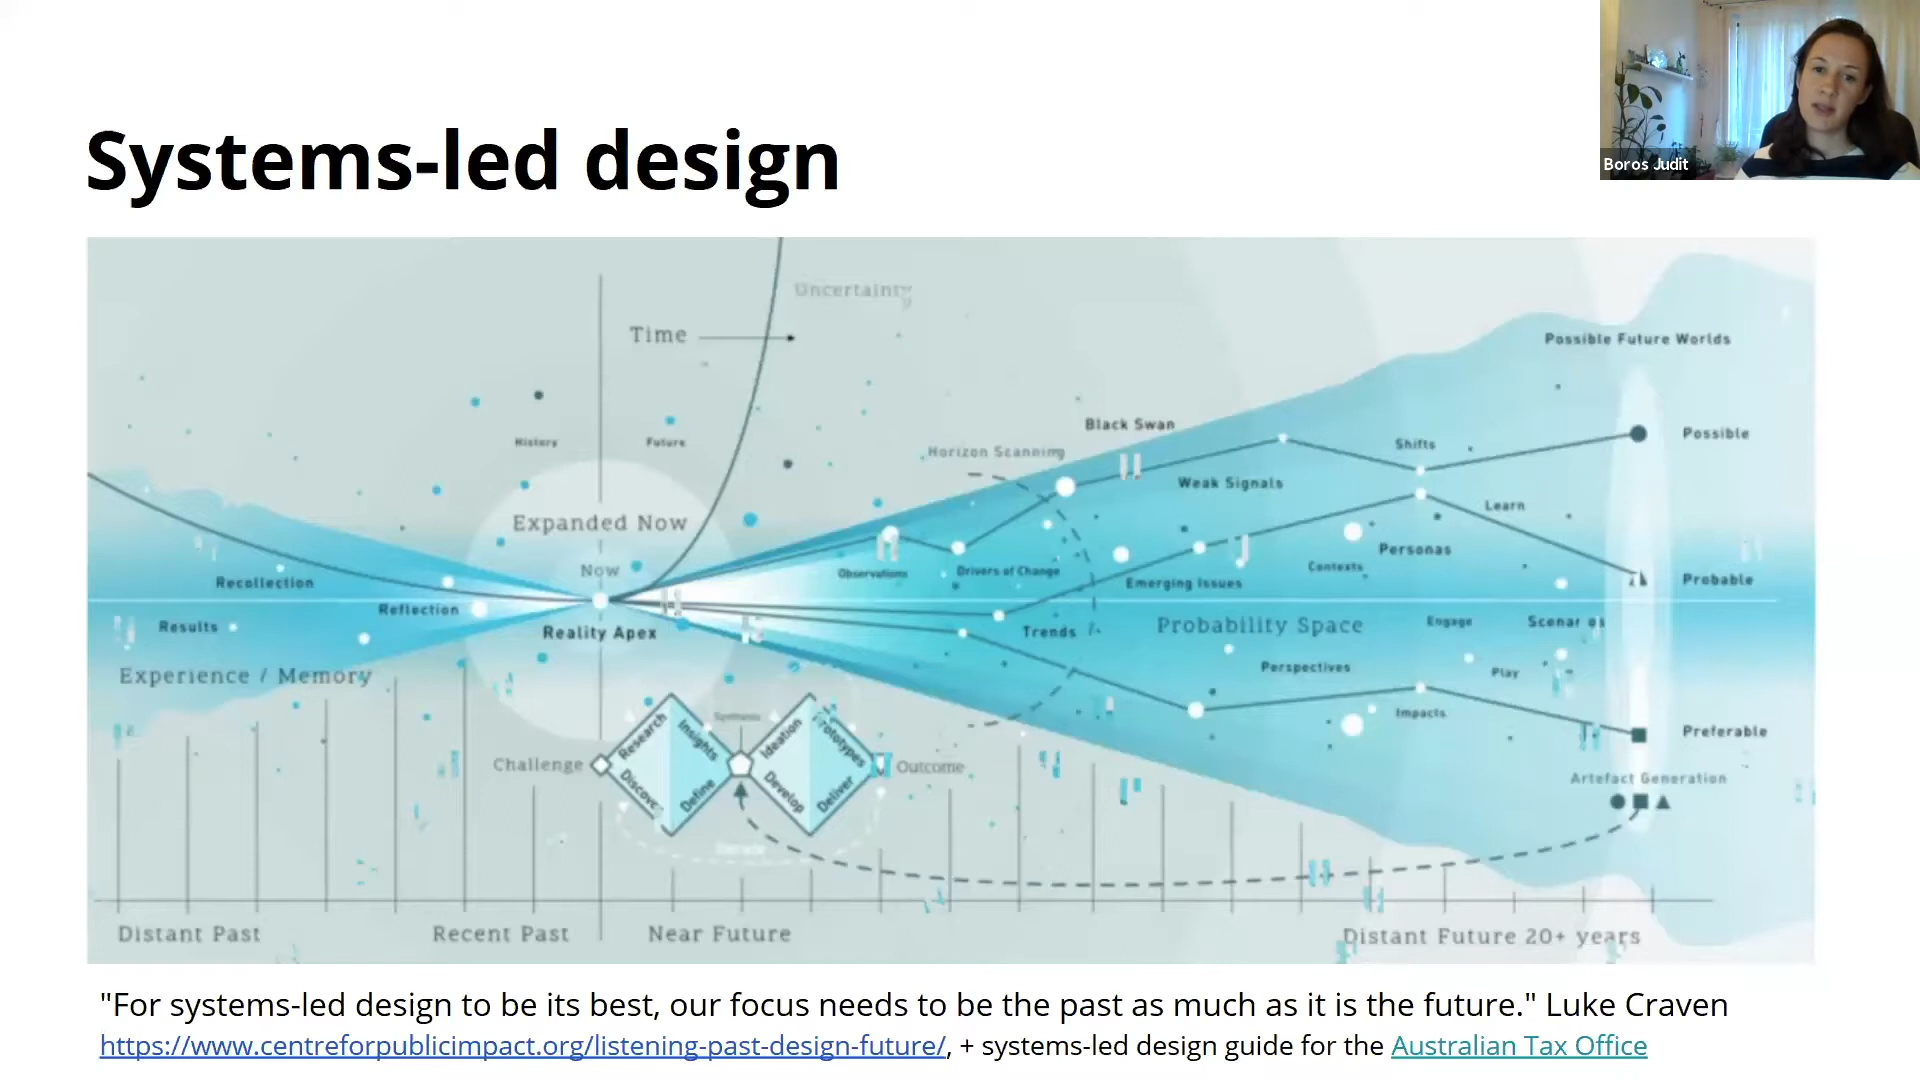 Boros Judit
Systems-led design
Uncertainty
Time
Possible Future Worlds
Black Swan
Possible
History
Future
Shifts
Horizon Scanning
Weak Signals
Learn
Expanded Now
Personas
Now
Observations
Drivers of Change
Contexts
Recollection
Emerging Issues
Probable
Reflection
Results
Reality Apex
Trends
Probability Space
Engage
Perspectives
Play
Experience / Memory
Impacts
Preferable
Research
Insights
Synthesis
Ideation
Prototypes
Challenge
Outcome
Artefact Generation
Define
Develop
Deliver
Distant Past
Recent Past
Near Future
Distant Future 20+ years
"For systems-led design to be its best, our focus needs to be the past as much as it is the future." Luke Craven
https://www.centreforpublicimpact.org/listening-past-design-future/, + systems-led design guide for the Australian Tax Office